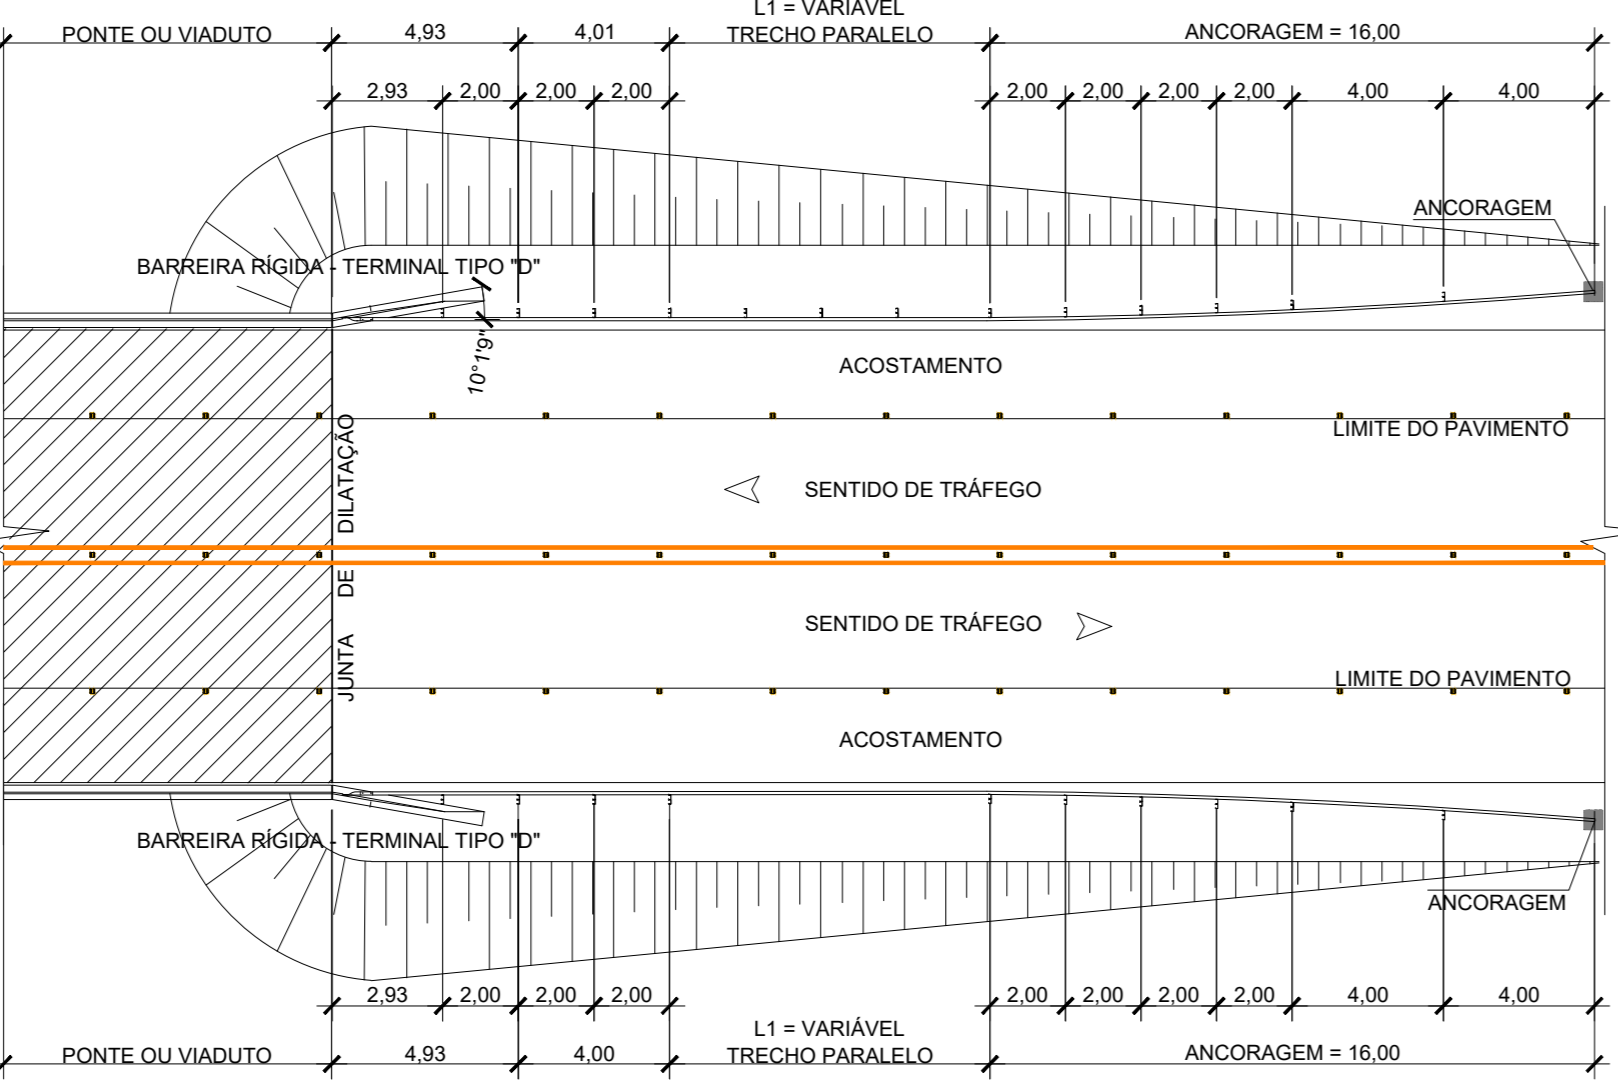 L1 = VARIÁVEL
PONTE OU VIADUTO 4,93 4,01 TRECHO PARALELO ANCORAGEM = 16,00
2,93 2,00 2,00 2,00 2,00 2,00 2,00 2,00 4,00 4,00
ANCORAGEM
BARREIRA RÍGIDA - TERMINAL TIPO "D"
10°1'9"
ACOSTAMENTO
LIMITE DO PAVIMENTO
SENTIDO DE TRÁFEGO
JUNTA DE DILATAÇÃO
SENTIDO DE TRÁFEGO
LIMITE DO PAVIMENTO
ACOSTAMENTO
BARREIRA RÍGIDA - TERMINAL TIPO "D"
ANCORAGEM
2,93 2,00 2,00 2,00 2,00 2,00 2,00 2,00 4,00 4,00
L1 = VARIÁVEL
PONTE OU VIADUTO 4,93 4,00 TRECHO PARALELO ANCORAGEM = 16,00